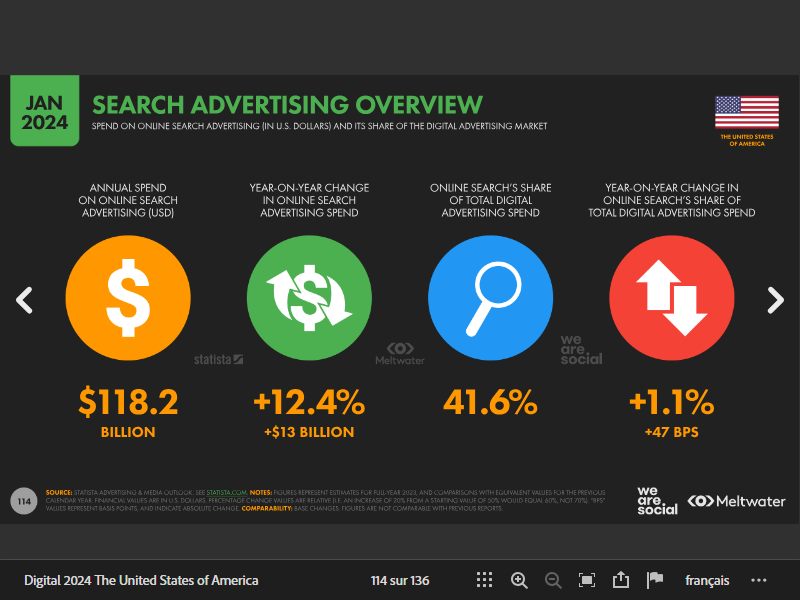 JAN
2024
SEARCH ADVERTISING OVERVIEW
SPEND ON ONLINE SEARCH ADVERTISING (IN U.S. DOLLARS) AND ITS SHARE OF THE DIGITAL ADVERTISING MARKET
THE UNITED STATES
OF AMERICA
ANNUAL SPEND
ON ONLINE SEARCH
ADVERTISING (USD)
$118.2
BILLION
YEAR-ON-YEAR CHANGE
IN ONLINE SEARCH
ADVERTISING SPEND
+12.4%
+$13 BILLION
ONLINE SEARCH'S SHARE
OF TOTAL DIGITAL
ADVERTISING SPEND
41.6%
YEAR-ON-YEAR CHANGE IN
ONLINE SEARCH'S SHARE OF
TOTAL DIGITAL ADVERTISING SPEND
+1.1%
+47 BPS
statista
Meltwater
we
are.
social
114
SOURCE: STATISTA ADVERTISING & MEDIA OUTLOOK. SEE STATISTA.COM. NOTES: FIGURES REPRESENT ESTIMATES FOR FULL-YEAR 2023, AND COMPARISONS WITH EQUIVALENT VALUES FOR THE PREVIOUS
CALENDAR YEAR. FINANCIAL VALUES ARE IN U.S. DOLLARS. PERCENTAGE CHANGE VALUES ARE RELATIVE (I.E. AN INCREASE OF 20% FROM A STARTING VALUE OF 50% WOULD EQUAL 60%, NOT 70%). "BPS"
VALUES REPRESENT BASIS POINTS, AND INDICATE ABSOLUTE CHANGE. COMPARABILITY: BASE CHANGES. FIGURES ARE NOT COMPARABLE WITH PREVIOUS REPORTS.
we
are.
social
Meltwater
Digital 2024 The United States of America
114 sur 136
français